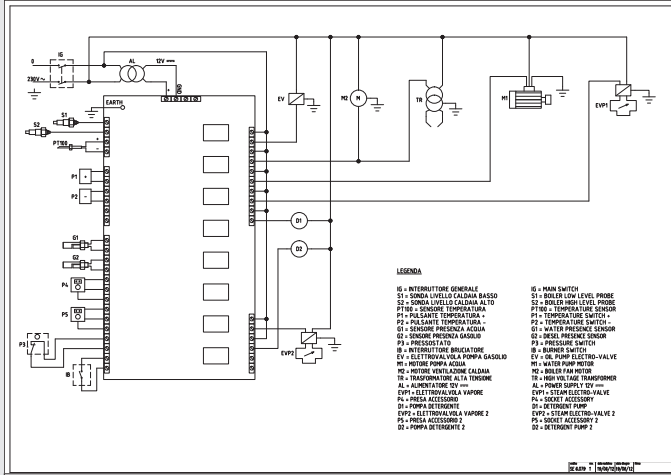 IG
0
230V~
AL
12V
+
GND
EARTH
S1
S2
PT100
+
-
P1
+
P2
-
G1
G2
P4
P5
P3
IB
EV
M2
M
TR
M1
EVP1
D1
D2
EVP2
LEGENDA
IG = INTERRUTTORE GENERALE
S1 = SONDA LIVELLO CALDAIA BASSO
S2 = SONDA LIVELLO CALDAIA ALTO
PT100 = SENSORE TEMPERATURA
P1 = PULSANTE TEMPERATURA +
P2 = PULSANTE TEMPERATURA -
G1 = SENSORE PRESENZA ACQUA
G2 = SENSORE PRESENZA GASOLIO
P3 = PRESSOSTATO
IB = INTERRUTTORE BRUCIATORE
EV = ELETTROVALVOLA POMPA GASOLIO
M1 = MOTORE POMPA ACQUA
M2 = MOTORE VENTILAZIONE CALDAIA
TR = TRASFORMATORE ALTA TENSIONE
AL = ALIMENTATORE 12V
EVP1 = ELETTROVALVOLA VAPORE
P4 = PRESA ACCESSORIO
D1 = POMPA DETERGENTE
EVP2 = ELETTROVALVOLA VAPORE 2
P5 = PRESA ACCESSORIO 2
D2 = POMPA DETERGENTE 2
IG = MAIN SWITCH
S1 = BOILER LOW LEVEL PROBE
S2 = BOILER HIGH LEVEL PROBE
PT100 = TEMPERATURE SENSOR
P1 = TEMPERATURE SWITCH +
P2 = TEMPERATURE SWITCH -
G1 = WATER PRESENCE SENSOR
G2 = DIESEL PRESENCE SENSOR
P3 = PRESSURE SWITCH
IB = BURNER SWITCH
EV = OIL PUMP ELECTRO-VALVE
M1 = WATER PUMP MOTOR
M2 = BOILER FAN MOTOR
TR = HIGH VOLTAGE TRANSFORMER
AL = POWER SUPPLY 12V
EVP1 = STEAM ELECTRO-VALVE
P4 = SOCKET ACCESSORY
D1 = DETERGENT PUMP
EVP2 = STEAM ELECTRO-VALVE 2
P5 = SOCKET ACCESSORY 2
D2 = DETERGENT PUMP 2